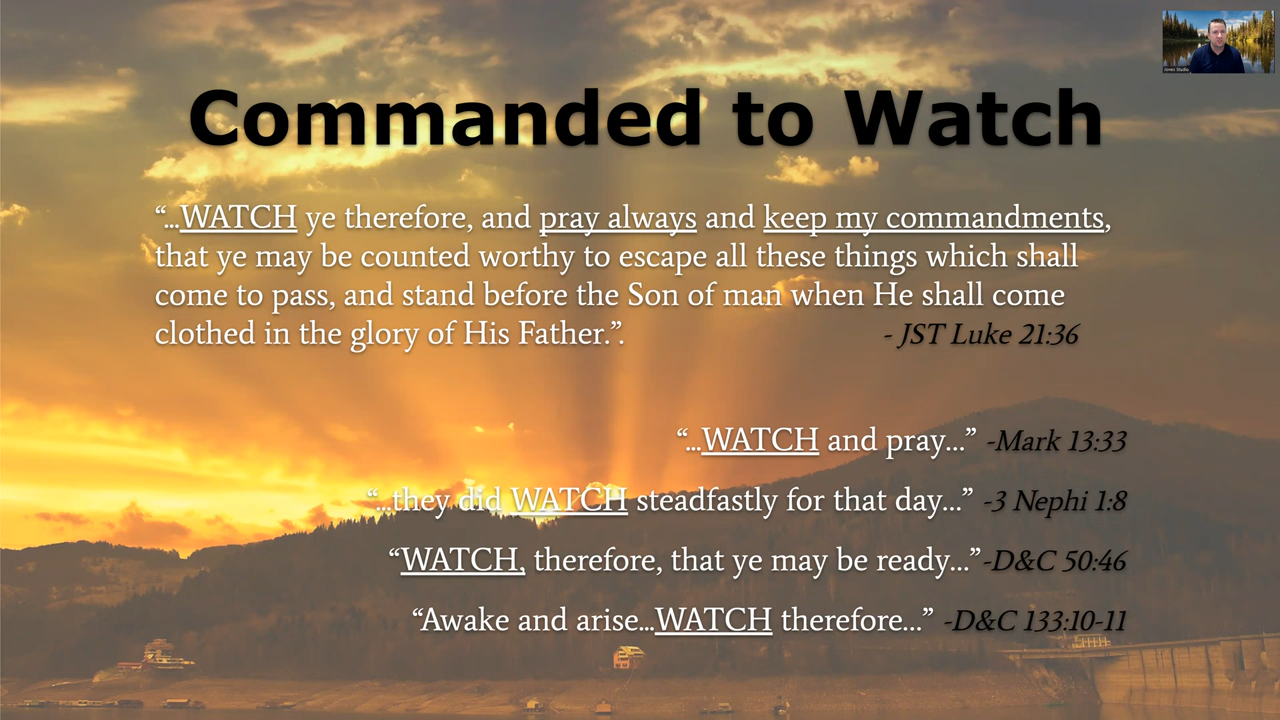 Commanded to Watch
“...WATCH ye therefore, and pray always and keep my commandments,
that ye may be counted worthy to escape all these things which shall
come to pass, and stand before the Son of man when He shall come
clothed in the glory of His Father.”. - JST Luke 21:36
“...WATCH and pray...” -Mark 13:33
“...they did WATCH steadfastly for that day...” -3 Nephi 1:8
“WATCH, therefore, that ye may be ready...”-D&C 50:46
“Awake and arise...WATCH therefore...” -D&C 133:10-11